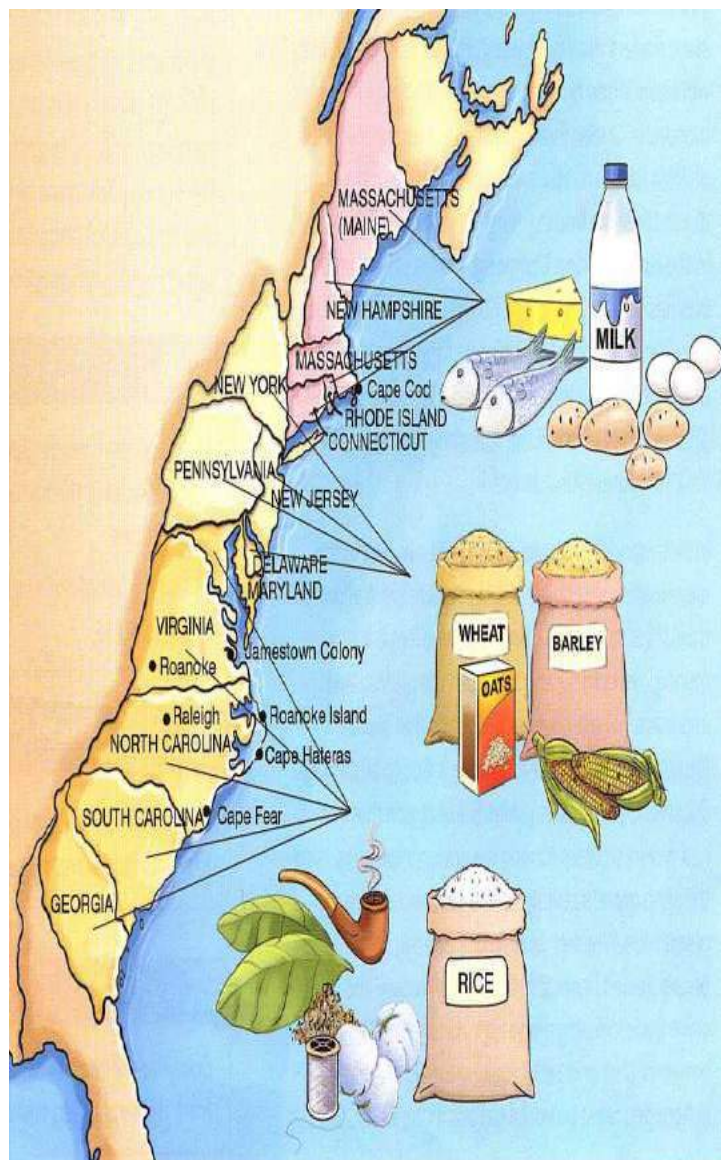 MASSACHUSETTS
(MAINE)
NEW HAMPSHIRE
MILK
MASSACHUSETTS
NEW YORK
Cape Cod
RHODE ISLAND
CONNECTICUT
PENNSYLVANIA
NEW JERSEY
DELAWARE
MARYLAND
VIRGINIA
Jamestown Colony
Roanoke
WHEAT
BARLEY
OATS
Raleigh
Roanoke Island
NORTH CAROLINA
Cape Hateras
SOUTH CAROLINA
Cape Fear
GEORGIA
RICE